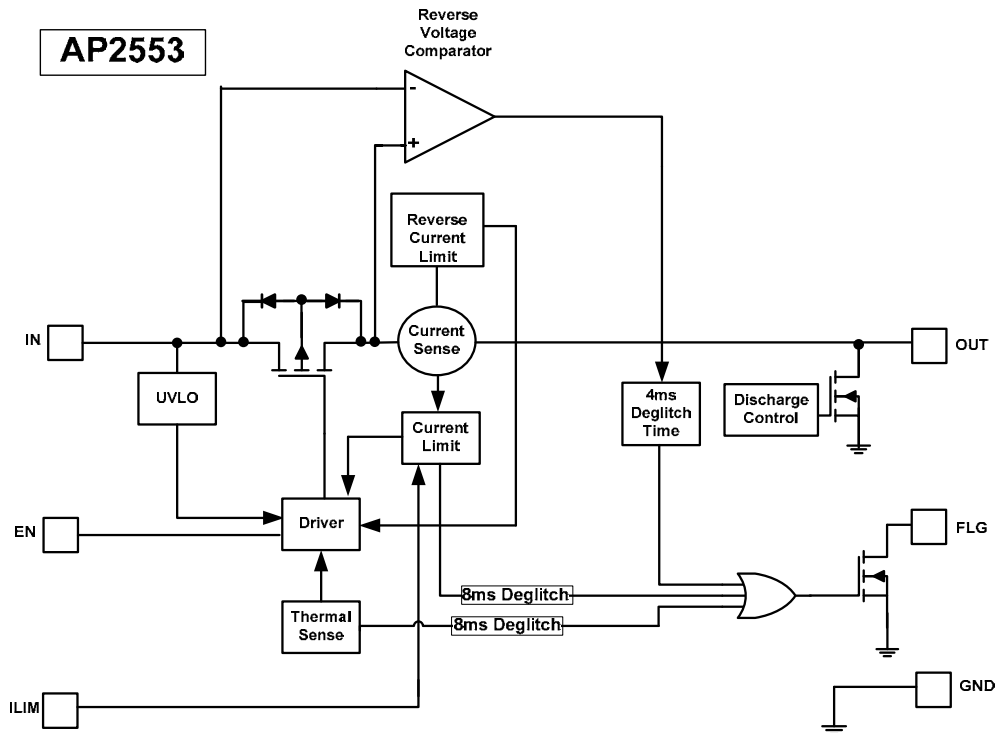 AP2553
Reverse
Voltage
Comparator
-
+
Reverse
Current
Limit
IN
Current
Sense
OUT
UVLO
4ms
Deglitch
Time
Discharge
Control
Current
Limit
EN
Driver
FLG
8ms Deglitch
Thermal
Sense
8ms Deglitch
GND
ILIM